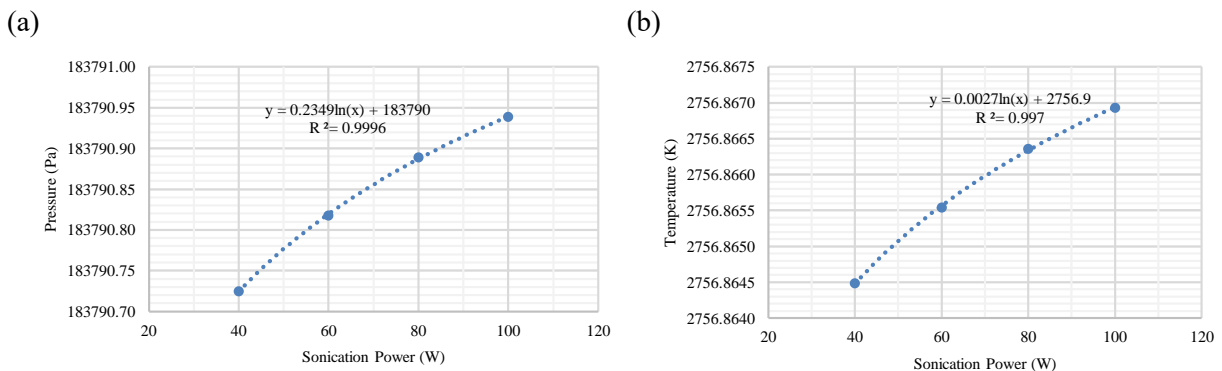 (a)
183791.00
183790.95
183790.90
183790.85
183790.80
183790.75
183790.70
Pressure (Pa)
y = 0.2349ln(x) + 183790
R ²= 0.9996
20 40 60 80 100 120
Sonication Power (W)
(b)
2756.8675
2756.8670
2756.8665
2756.8660
2756.8655
2756.8650
2756.8645
2756.8640
Temperature (K)
y = 0.0027ln(x) + 2756.9
R ²= 0.997
20 40 60 80 100 120
Sonication Power (W)